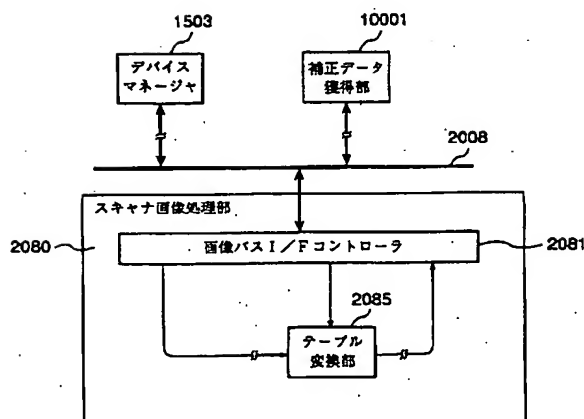 1503
10001
デバイス
マネージャ
補正データ
獲得部
2008
スキャナ画像処理部
2080
画像バスI/Fコントローラ
2081
2085
テーブル
変換部